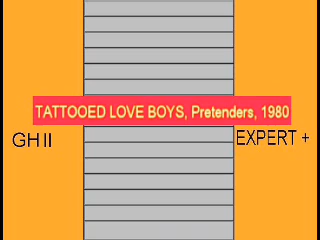 TATTOOED LOVE BOYS, Pretenders, 1980
GH II
EXPERT +